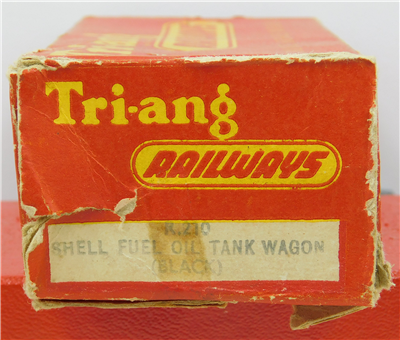 Tri-ang
RAILWAYS
R.210
SHELL FUEL OIL TANK WAGON
(BLACK)